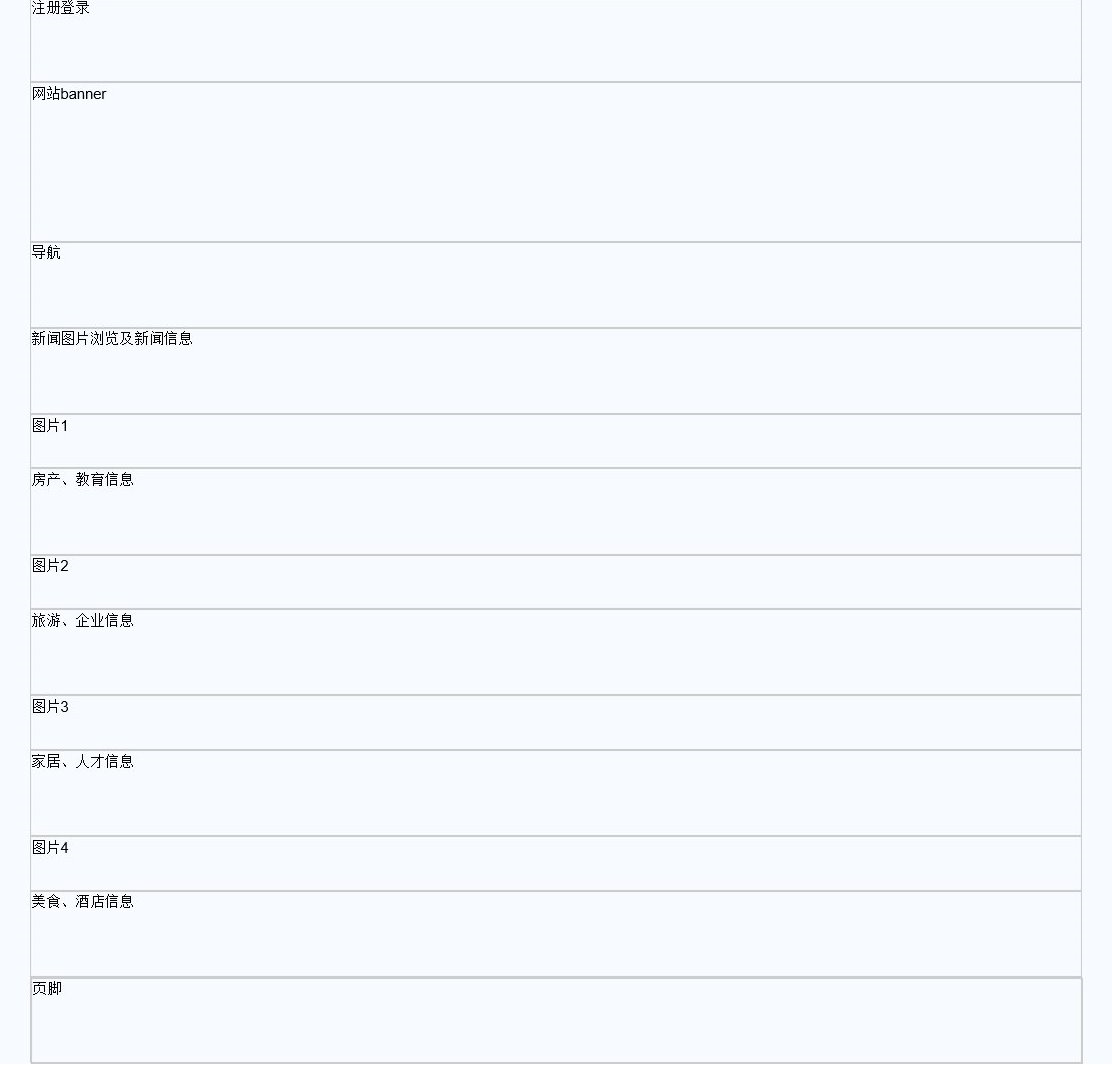 注册登录
网站banner
导航
新闻图片浏览及新闻信息
图片1
房产、教育信息
图片2
旅游、企业信息
图片3
家居、人才信息
图片4
美食、酒店信息
页脚